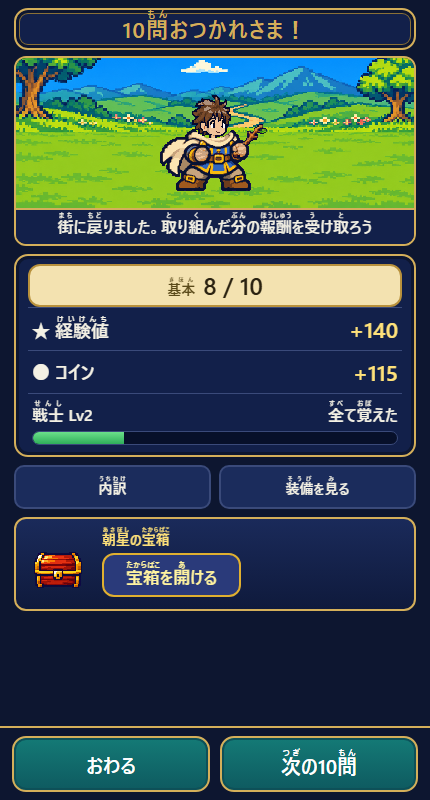 10問おつかれさま！
街に戻りました。取り組んだ分の報酬を受け取ろう
基本 8 / 10
★ 経験値 +140
コイン +115
戦士 Lv2 全て覚えた
内訳 装備を見る
朝星の宝箱
宝箱を開ける
おわる 次の10問